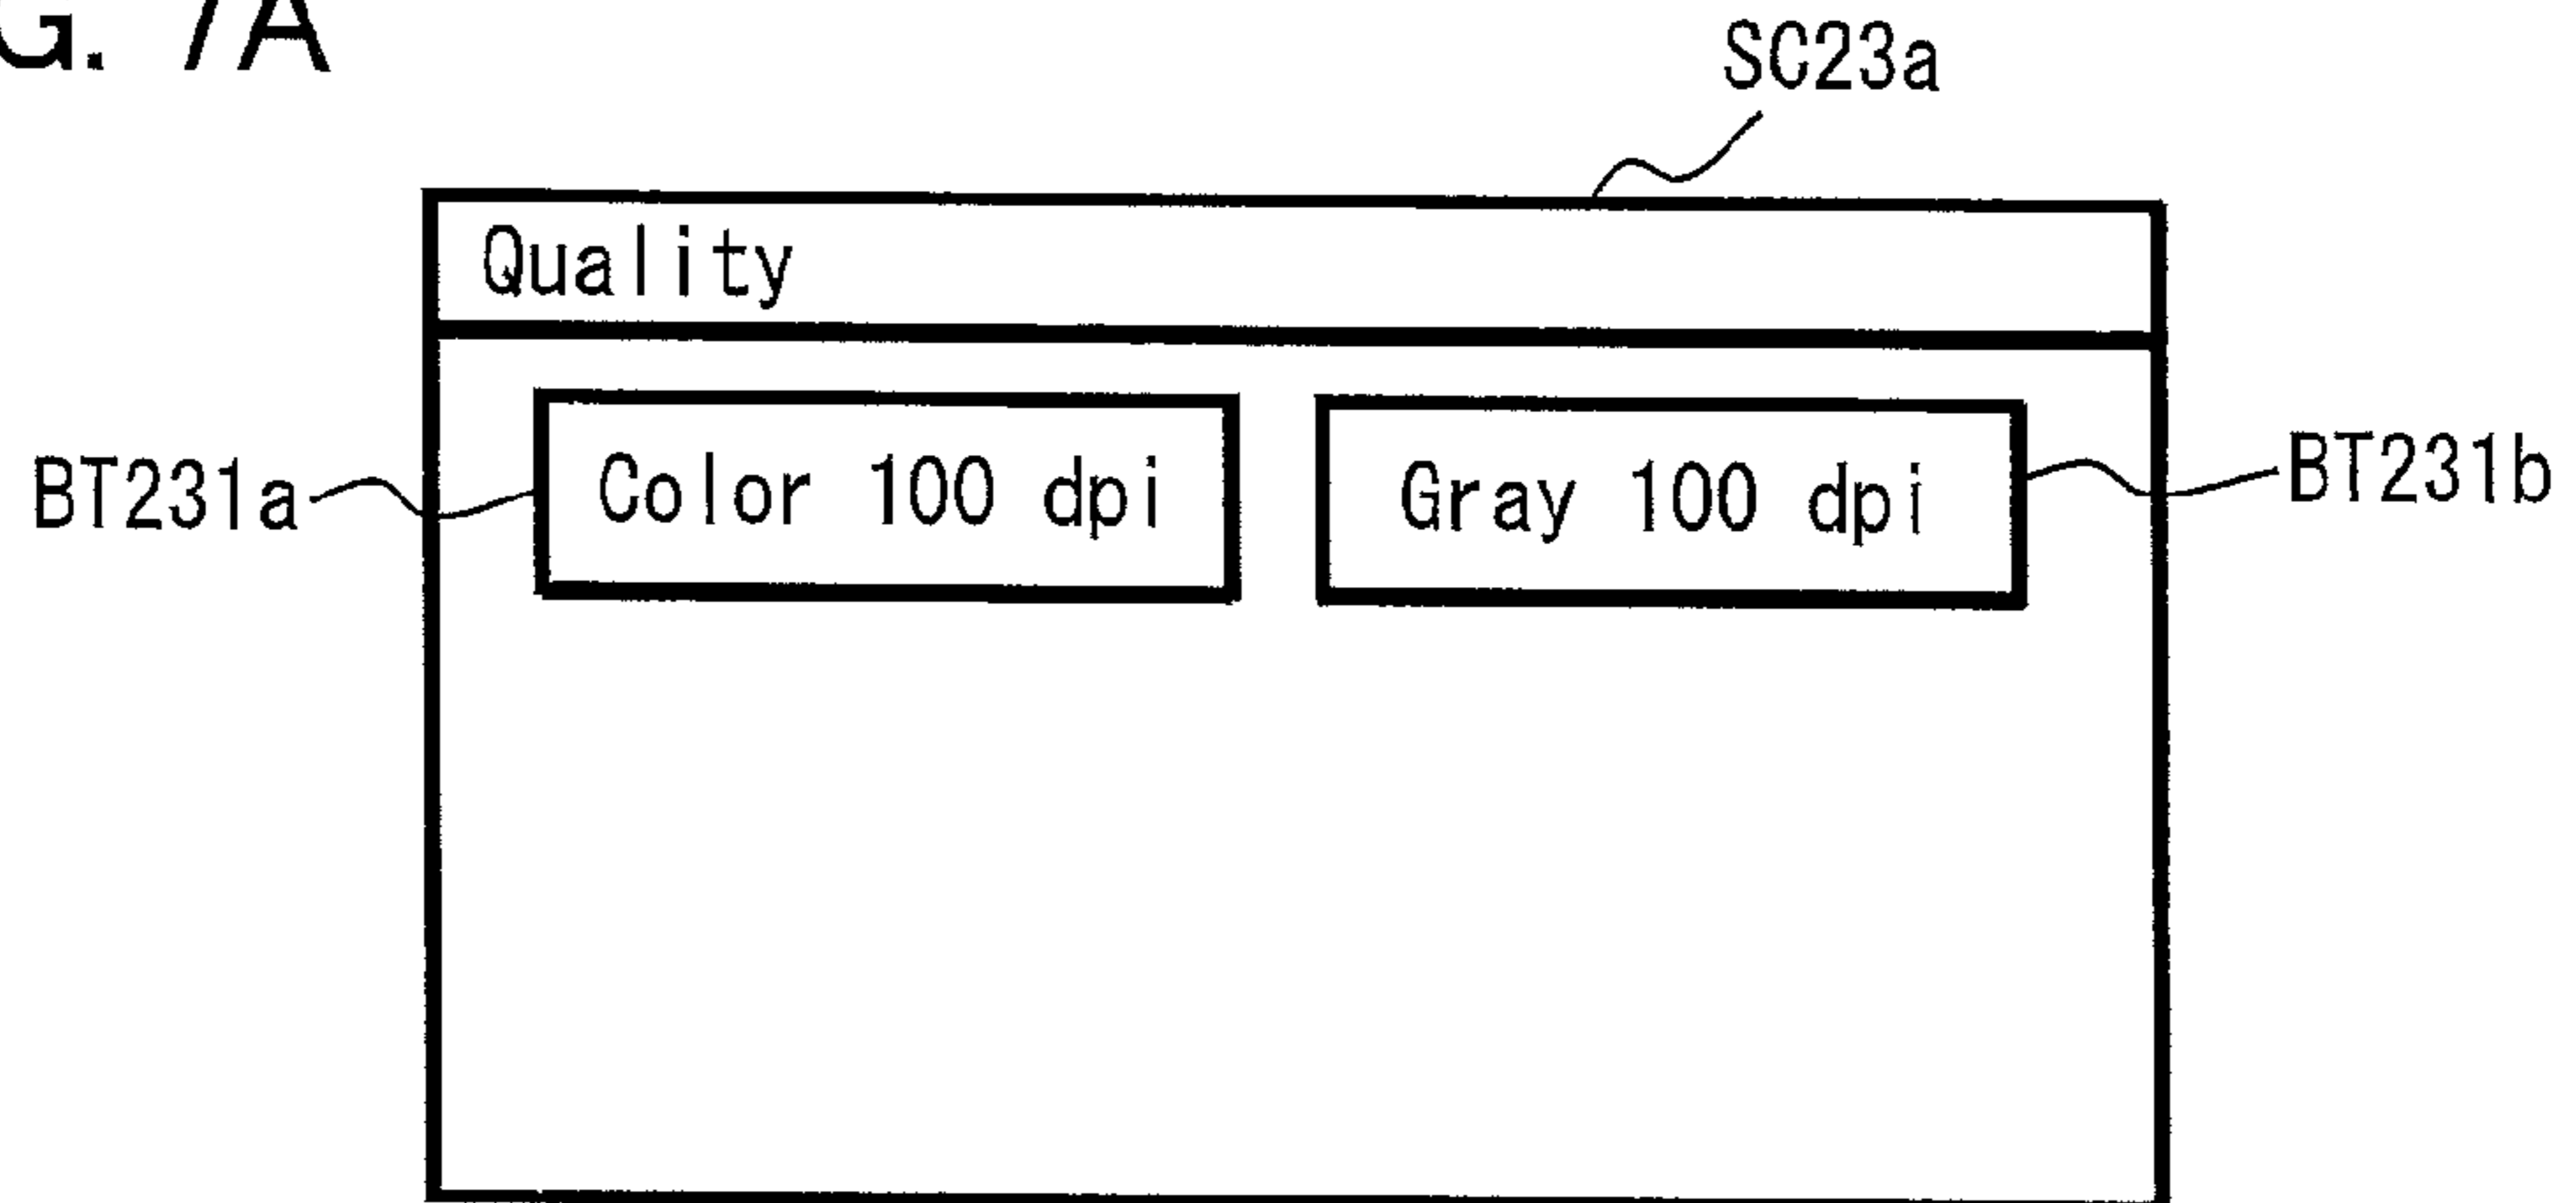 G. 7A
SC23a
Quality
BT231a
Color 100 dpi
Gray 100 dpi
BT231b